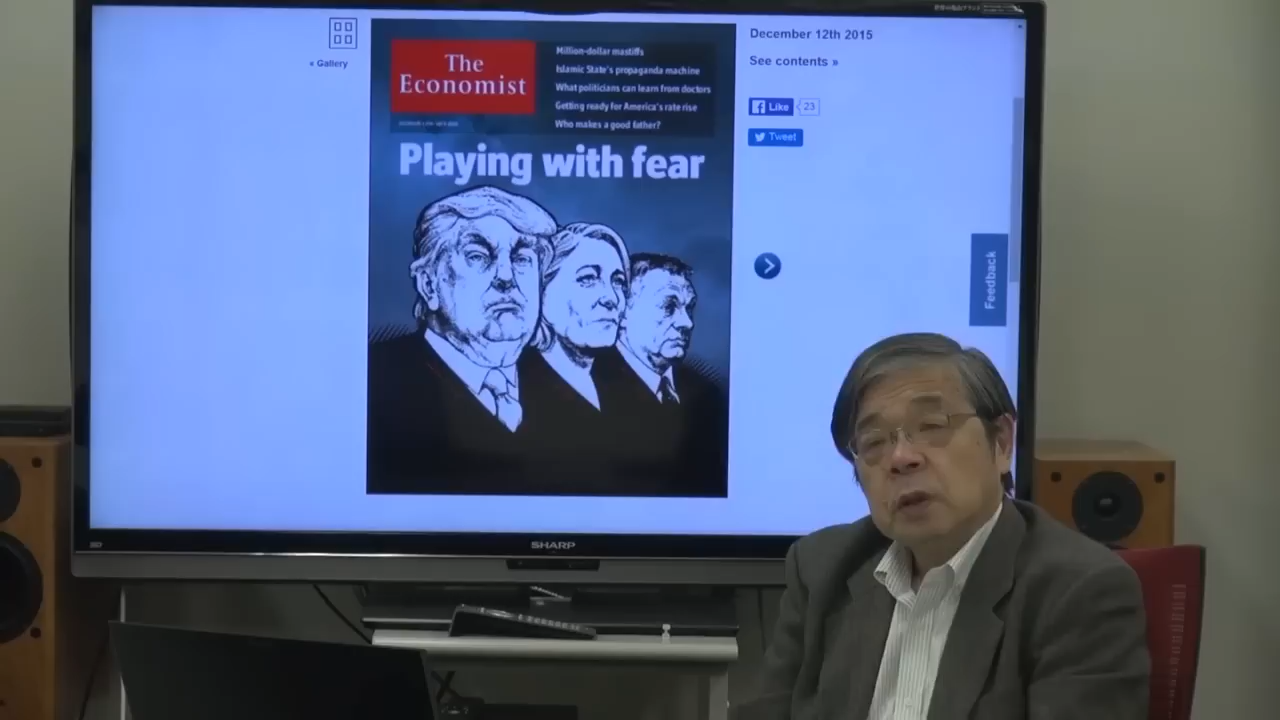 December 12th 2015
See contents »
« Gallery
The
Economist
Million-dollar mastiffs
Islamic State's propaganda machine
What politicians can learn from doctors
Getting ready for America's rate rise
Who makes a good father?
Playing with fear
Like
23
Tweet
Feedback
SHARP